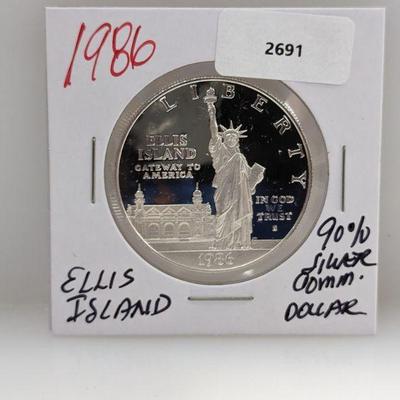 1986
2691
LIBERTY
ELLIS
ISLAND
GATEWAY TO
AMERICA
IN GOD
WE
TRUST
S
1986
ELLIS
ISLAND
90%
SILVER
COMM.
DOLLAR